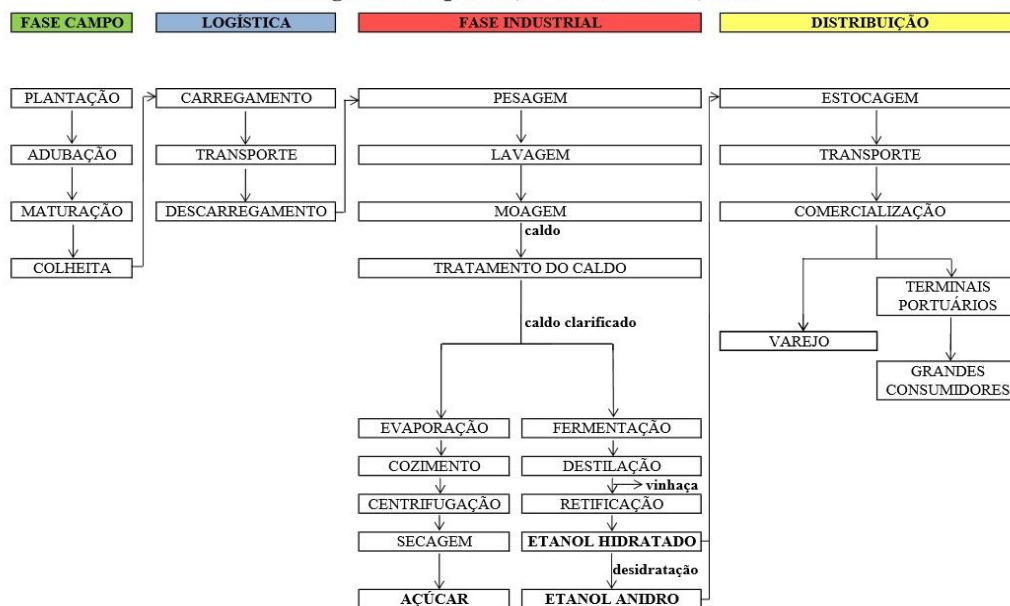 FASE CAMPO
LOGÍSTICA
FASE INDUSTRIAL
DISTRIBUIÇÃO
PLANTAÇÃO
ADUBAÇÃO
MATURAÇÃO
COLHEITA
CARREGAMENTO
TRANSPORTE
DESCARREGAMENTO
PESAGEM
LAVAGEM
MOAGEM
caldo
TRATAMENTO DO CALDO
caldo clarificado
EVAPORAÇÃO
COZIMENTO
CENTRIFUGAÇÃO
SECAGEM
AÇÚCAR
FERMENTAÇÃO
DESTILAÇÃO
vinhaça
RETIFICAÇÃO
ETANOL HIDRATADO
desidratação
ETANOL ANIDRO
ESTOCAGEM
TRANSPORTE
COMERCIALIZAÇÃO
VAREJO
TERMINAIS
PORTUÁRIOS
GRANDES
CONSUMIDORES